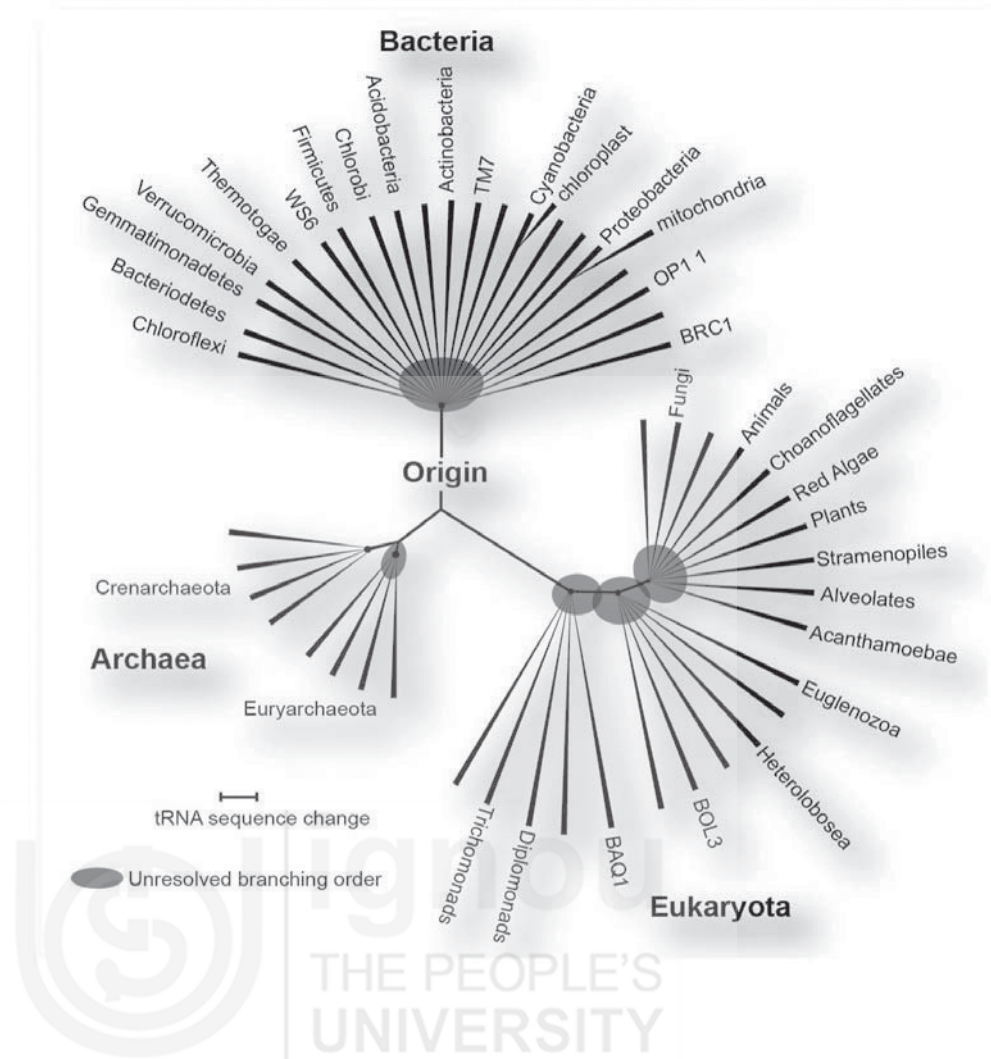 Bacteria
Chloroflexi
Bacteriodetes
Gemmatimonadetes
Verrucomicrobia
Thermotogae
WS6
Firmicutes
Chlorobi
Acidobacteria
Actinobacteria
TM7
Cyanobacteria
chloroplast
Proteobacteria
mitochondria
OP1 1
BRC1
Origin
Fungi
Animals
Choanoflagellates
Red Algae
Plants
Stramenopiles
Alveolates
Acanthamoebae
Euglenozoa
Heterolobosea
BOL3
BAQ1
Diplomonads
Trichomonads
Eukaryota
Crenarchaeota
Archaea
Euryarchaeota
tRNA sequence change
Unresolved branching order
ignou
THE PEOPLE'S
UNIVERSITY